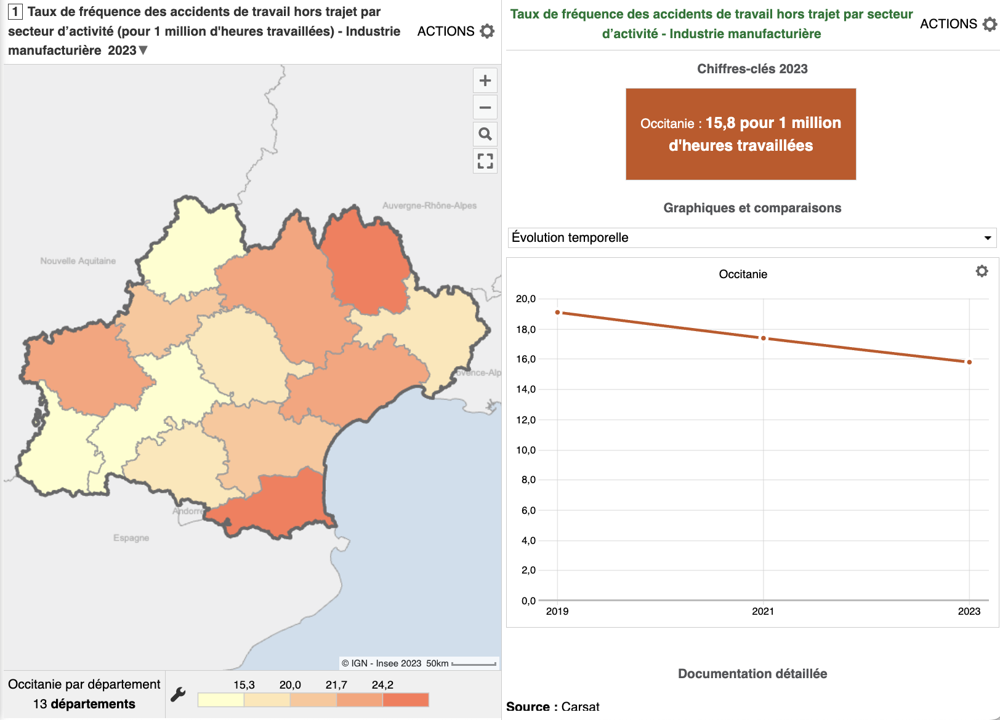 1 Taux de fréquence des accidents de travail hors trajet par
secteur d’activité (pour 1 million d'heures travaillées) - Industrie
manufacturière 2023▼
ACTIONS
Auvergne-Rhône-Alpes
Nouvelle Aquitaine
ovence-Alp
Andorre
Espagne
© IGN - Insee 2023 50km
Occitanie par département
13 départements
15,3 20,0 21,7 24,2
Taux de fréquence des accidents de travail hors trajet par secteur
d’activité - Industrie manufacturière
ACTIONS
Chiffres-clés 2023
Occitanie : 15,8 pour 1 million
d'heures travaillées
Graphiques et comparaisons
Évolution temporelle
Occitanie
20,0
18,0
16,0
14,0
12,0
10,0
8,0
6,0
4,0
2,0
0,0
2019 2021 2023
Documentation détaillée
Source : Carsat